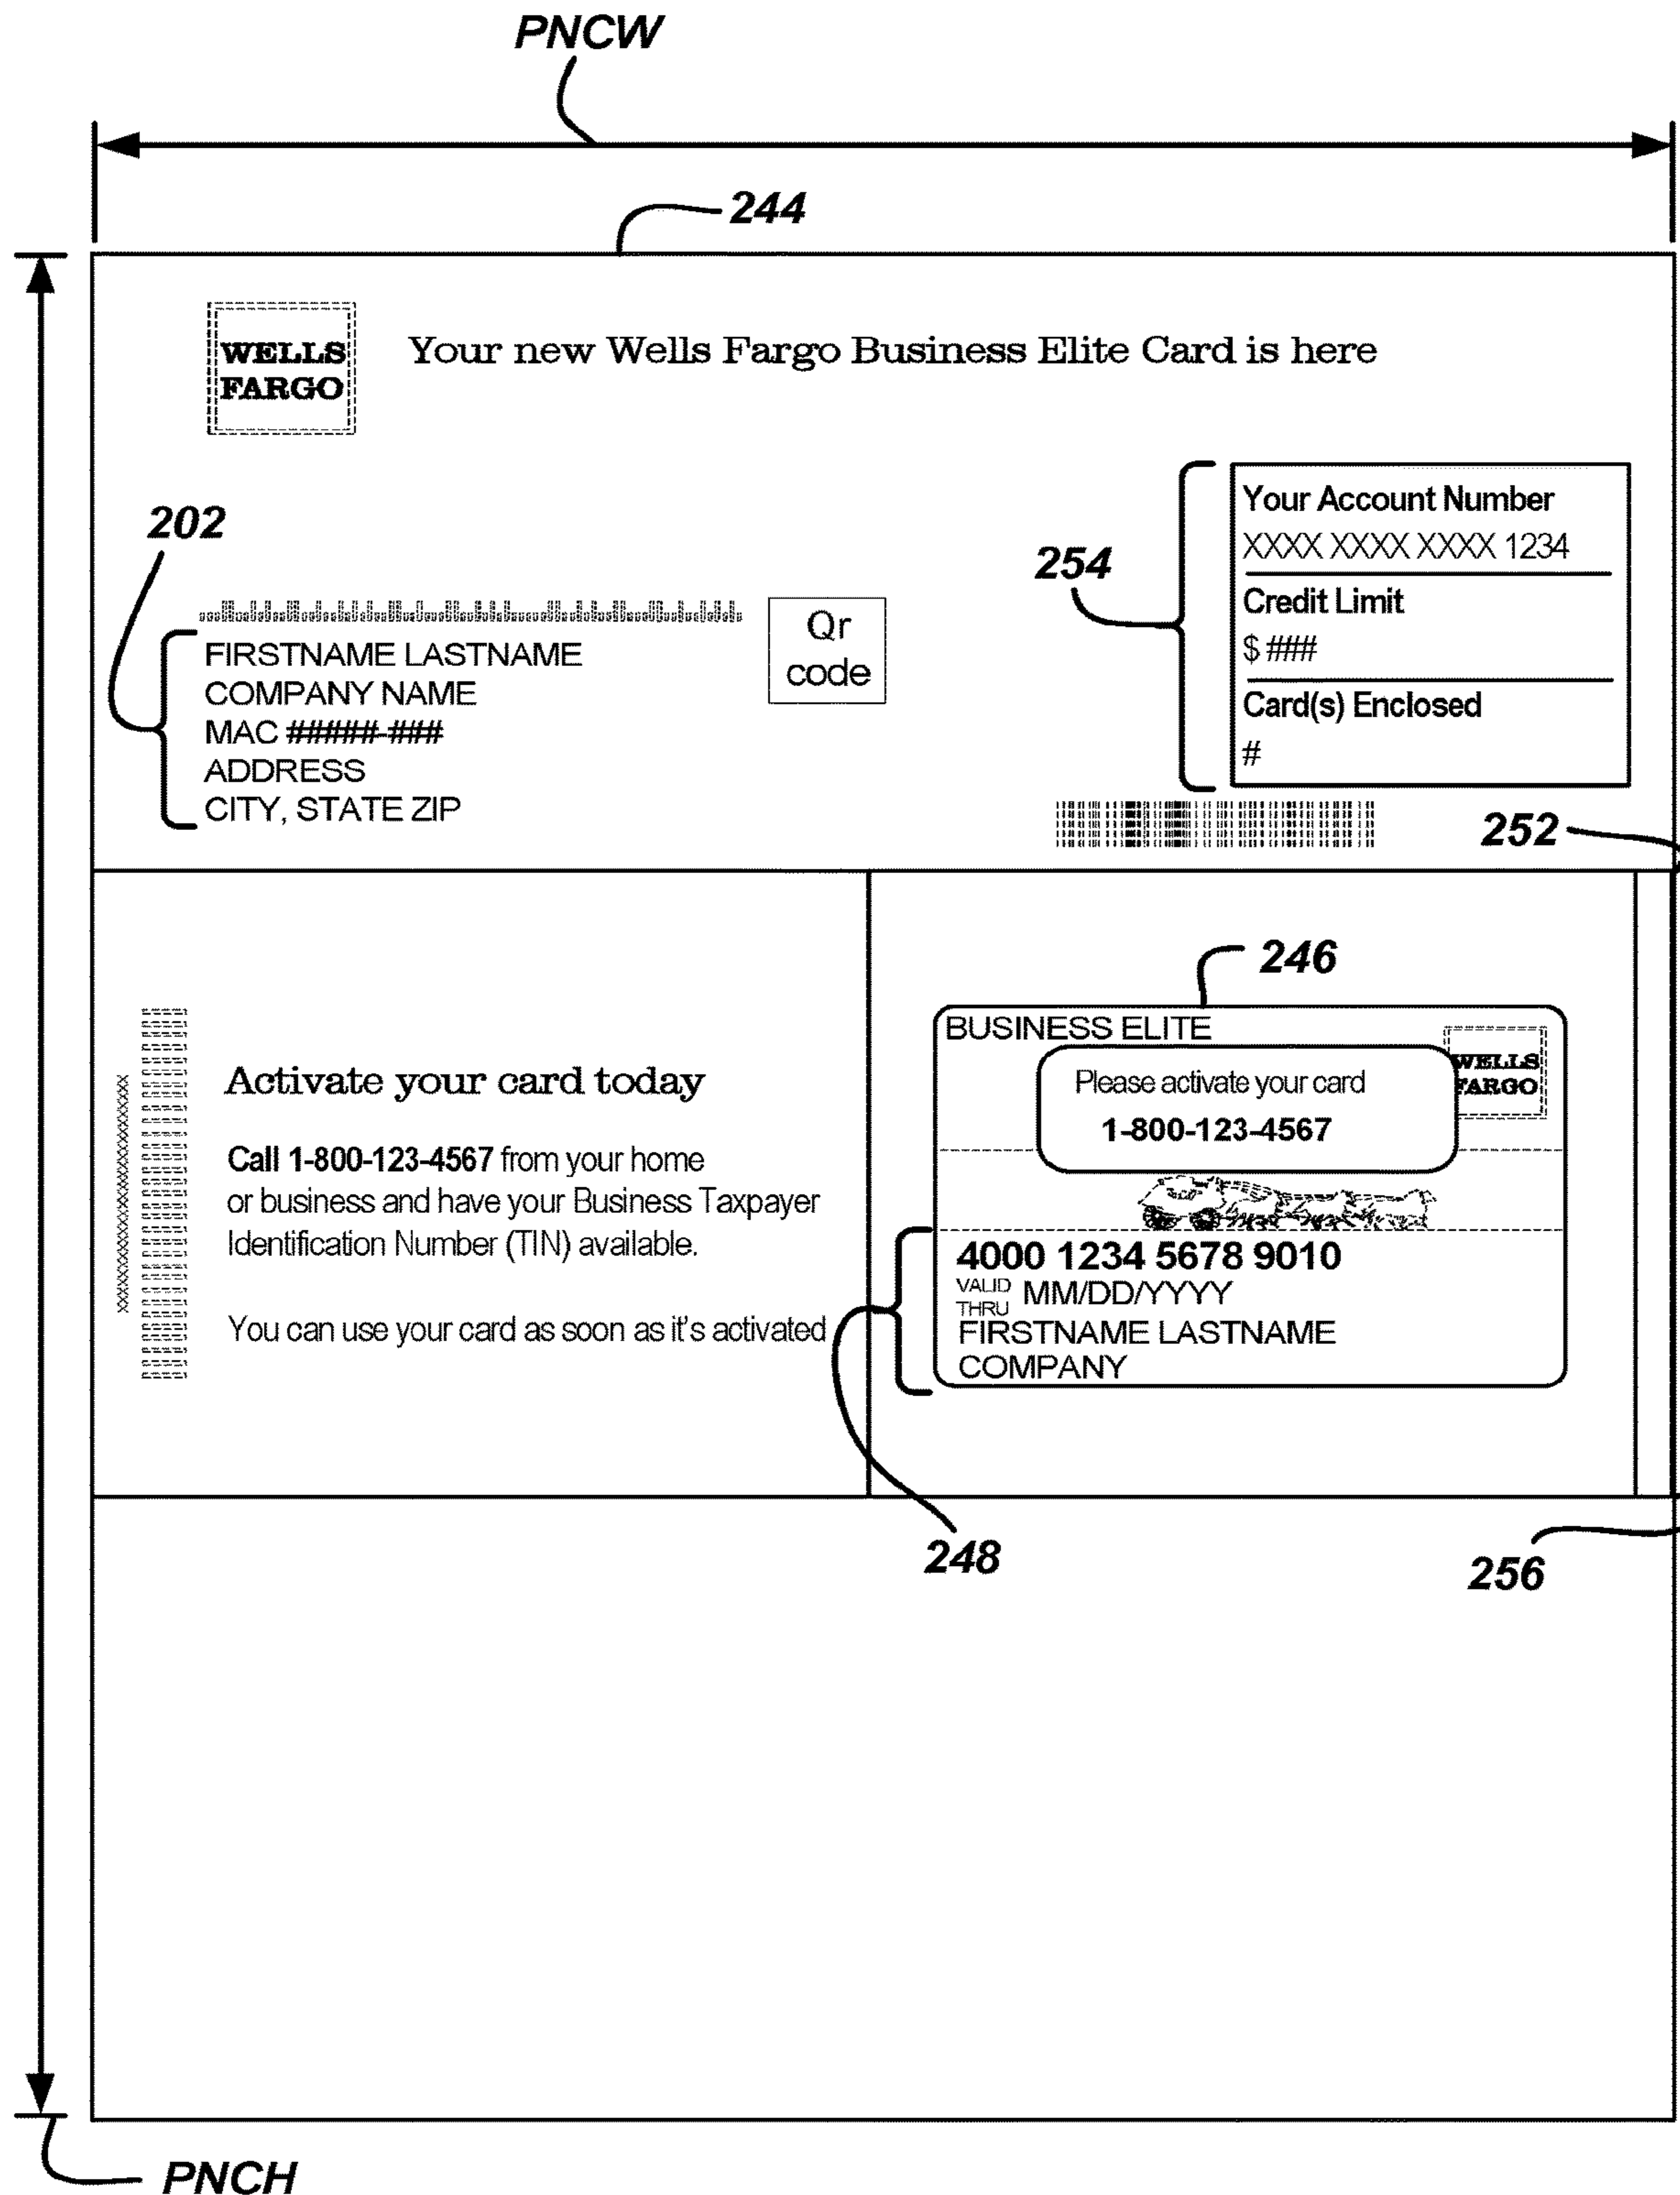 PNCW
244
WELLS
FARGO
Your new Wells Fargo Business Elite Card is here
202
254
Your Account Number
XXXX XXXX XXXX 1234
Credit Limit
$ ###
Card(s) Enclosed
#
Qr
code
FIRSTNAME LASTNAME
COMPANY NAME
MAC #####-###
ADDRESS
CITY, STATE ZIP
252
246
Activate your card today
Call 1-800-123-4567 from your home
or business and have your Business Taxpayer
Identification Number (TIN) available.
You can use your card as soon as it's activated
BUSINESS ELITE
WELLS
FARGO
Please activate your card
1-800-123-4567
4000 1234 5678 9010
VALID
THRU
MM/DD/YYYY
FIRSTNAME LASTNAME
COMPANY
248
256
PNCH